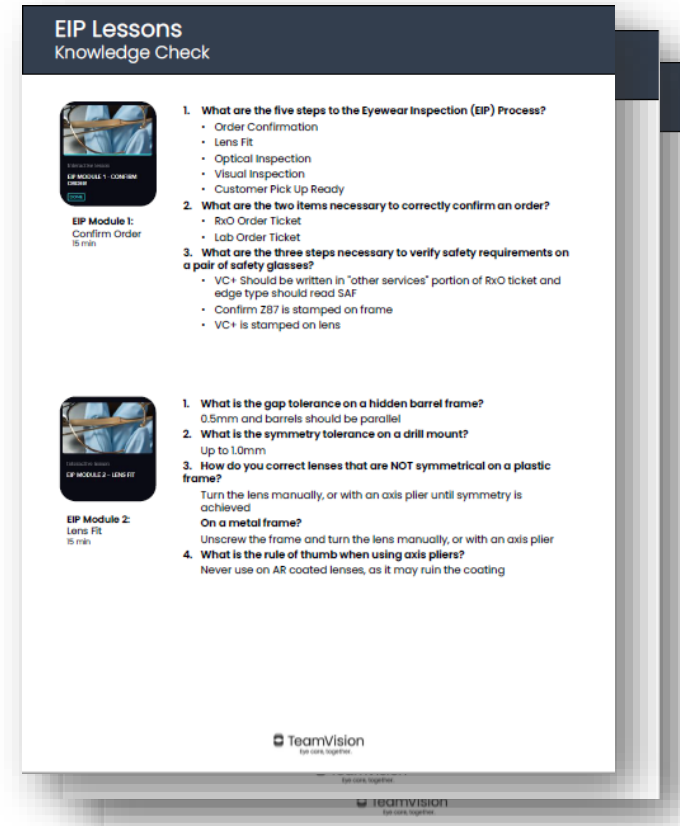 EIP Lessons
Knowledge Check
Interactive lesson
EIP MODULE 1 - CONFIRM
ORDER
EIP Module 1:
Confirm Order
15 min
1. What are the five steps to the Eyewear Inspection (EIP) Process?
• Order Confirmation
• Lens Fit
• Optical Inspection
• Visual Inspection
• Customer Pick Up Ready
2. What are the two items necessary to correctly confirm an order?
• RxO Order Ticket
• Lab Order Ticket
3. What are the three steps necessary to verify safety requirements on
a pair of safety glasses?
• VC+ Should be written in "other services" portion of RxO ticket and
edge type should read SAF
• Confirm Z87 is stamped on frame
• VC+ is stamped on lens
EIP MODULE 2 - LENS FIT
EIP Module 2:
Lens Fit
15 min
1. What is the gap tolerance on a hidden barrel frame?
0.5mm and barrels should be parallel
2. What is the symmetry tolerance on a drill mount?
Up to 1.0mm
3. How do you correct lenses that are NOT symmetrical on a plastic
frame?
Turn the lens manually, or with an axis plier until symmetry is
achieved
On a metal frame?
Unscrew the frame and turn the lens manually, or with an axis plier
4. What is the rule of thumb when using axis pliers?
Never use on AR coated lenses, as it may ruin the coating
TeamVision
Eye care, together.
Eye care, together.
TeamVision
Eye care, together.